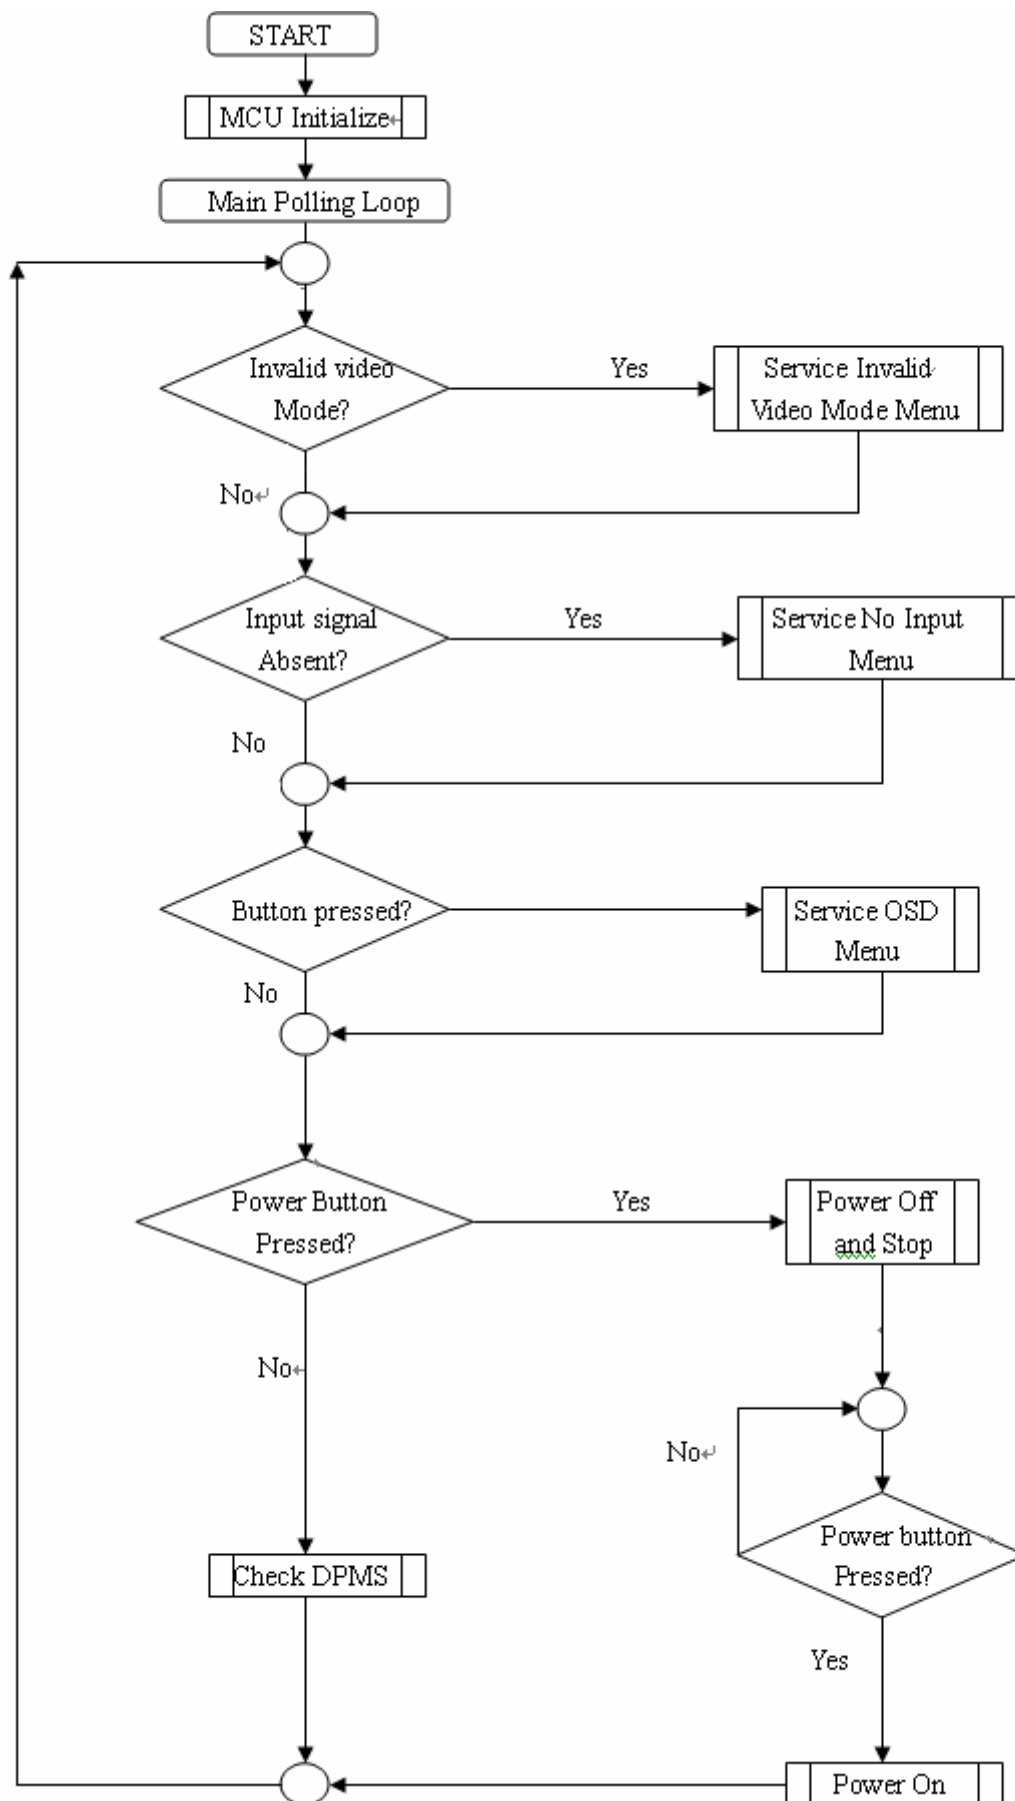 START
MCU Initialize
Main Polling Loop
Invalid video
Mode?
Yes
Service Invalid
Video Mode Menu
No
Input signal
Absent?
Yes
Service No Input
Menu
No
Button pressed?
Service OSD
Menu
No
Power Button
Pressed?
Yes
Power Off
and Stop
No
No
Power button
Pressed?
Check DPMS
Yes
Power On